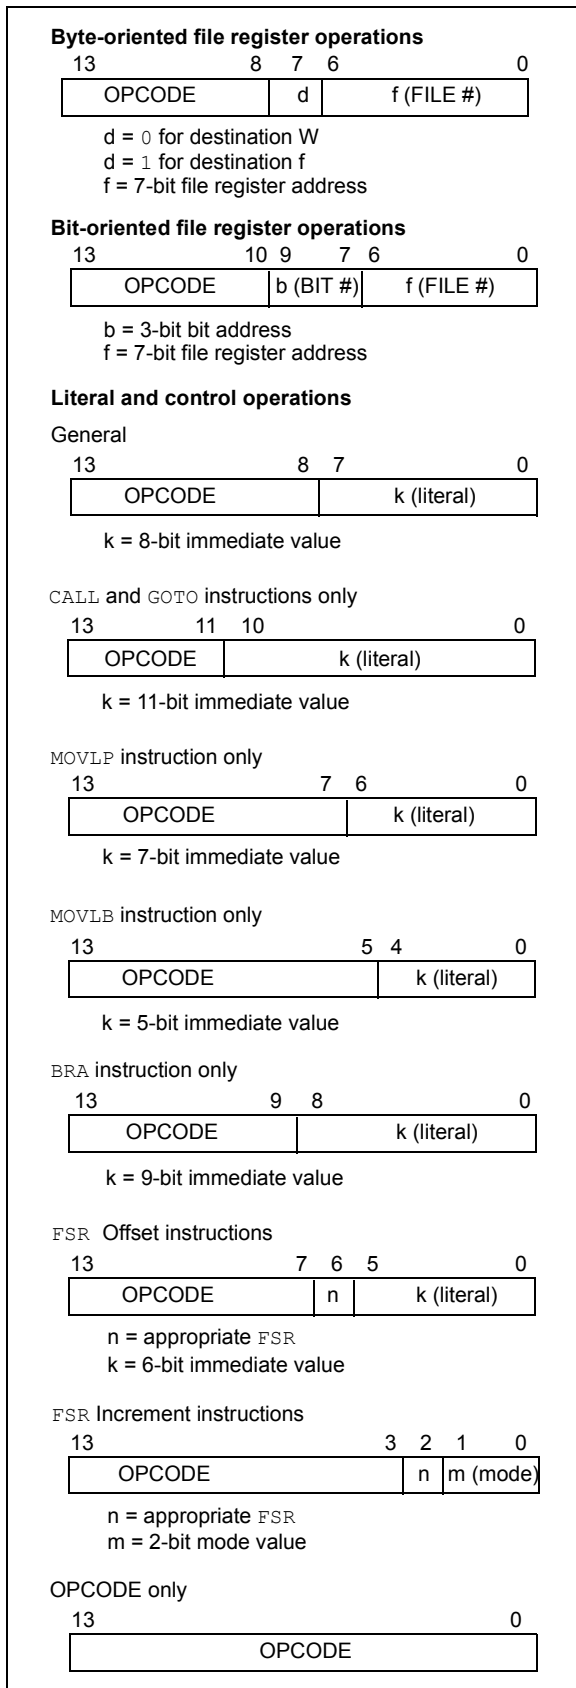 Byte-oriented file register operations
13 8 7 6 0
OPCODE d f (FILE #)
d = 0 for destination W
d = 1 for destination f
f = 7-bit file register address
Bit-oriented file register operations
13 10 9 7 6 0
OPCODE b (BIT #) f (FILE #)
b = 3-bit bit address
f = 7-bit file register address
Literal and control operations
General
13 8 7 0
OPCODE k (literal)
k = 8-bit immediate value
CALL and GOTO instructions only
13 11 10 0
OPCODE k (literal)
k = 11-bit immediate value
MOVLP instruction only
13 7 6 0
OPCODE k (literal)
k = 7-bit immediate value
MOVLB instruction only
13 5 4 0
OPCODE k (literal)
k = 5-bit immediate value
BRA instruction only
13 9 8 0
OPCODE k (literal)
k = 9-bit immediate value
FSR Offset instructions
13 7 6 5 0
OPCODE n k (literal)
n = appropriate FSR
k = 6-bit immediate value
FSR Increment instructions
13 3 2 1 0
OPCODE n m (mode)
n = appropriate FSR
m = 2-bit mode value
OPCODE only
13 0
OPCODE